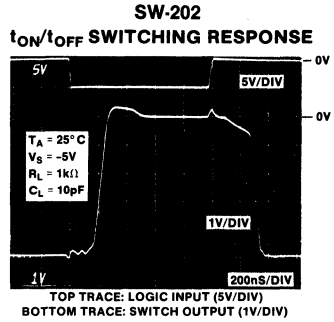 SW-202
tON/tOFF SWITCHING RESPONSE
5V
0V
5V/DIV
0V
TA = 25°C
VS = -5V
RL = 1kΩ
CL = 10pF
1V/DIV
1V
200nS/DIV
TOP TRACE: LOGIC INPUT (5V/DIV)
BOTTOM TRACE: SWITCH OUTPUT (1V/DIV)